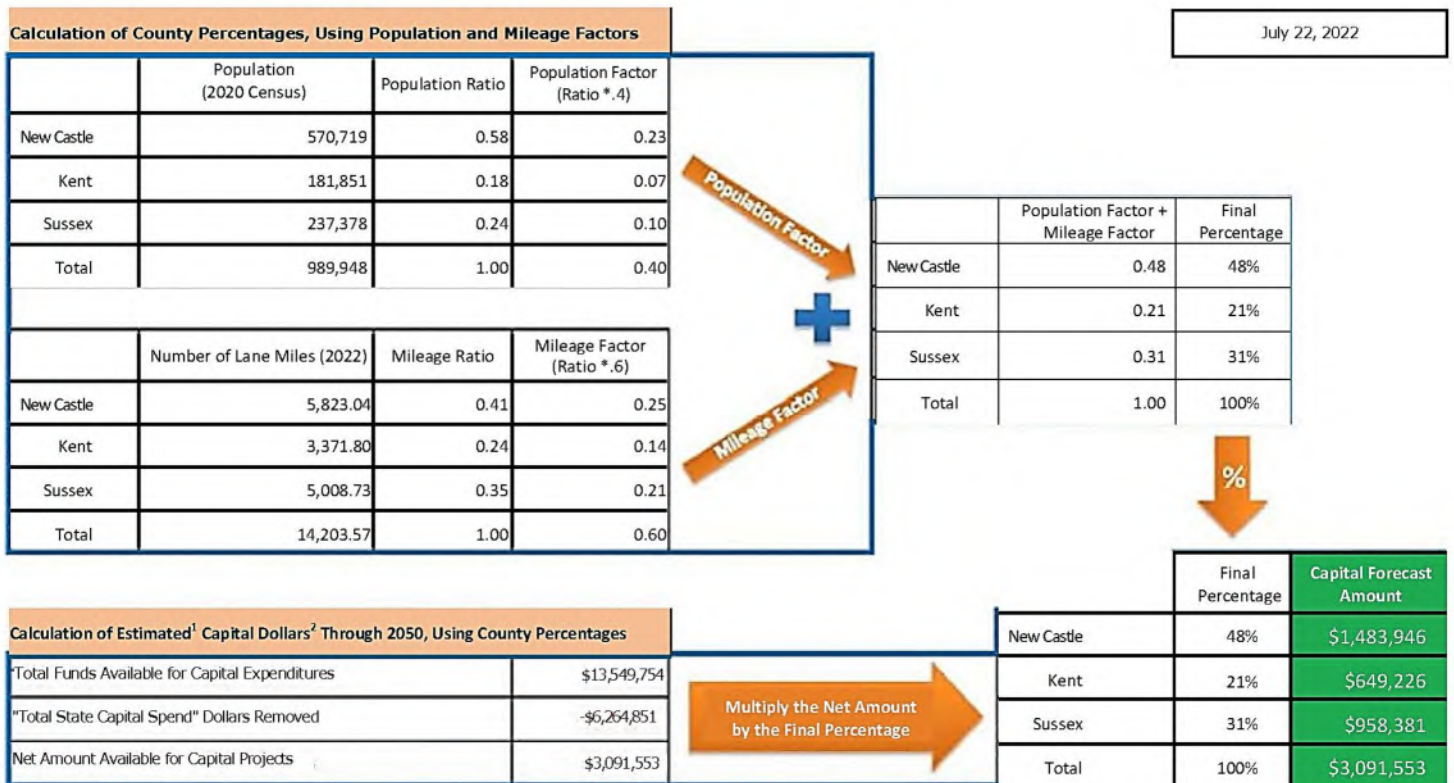 Calculation of County Percentages, Using Population and Mileage Factors
July 22, 2022
Population (2020 Census) Population Ratio Population Factor (Ratio *.4)
New Castle 570,719 0.58 0.23
Kent 181,851 0.18 0.07
Sussex 237,378 0.24 0.10
Total 989,948 1.00 0.40
Number of Lane Miles (2022) Mileage Ratio Mileage Factor (Ratio *.6)
New Castle 5,823.04 0.41 0.25
Kent 3,371.80 0.24 0.14
Sussex 5,008.73 0.35 0.21
Total 14,203.57 1.00 0.60
Population Factor
+
Mileage Factor
Population Factor + Mileage Factor Final Percentage
New Castle 0.48 48%
Kent 0.21 21%
Sussex 0.31 31%
Total 1.00 100%
%
Calculation of Estimated¹ Capital Dollars² Through 2050, Using County Percentages
"Total Funds Available for Capital Expenditures $13,549,754
"Total State Capital Spend" Dollars Removed -$6,264,851
Net Amount Available for Capital Projects $3,091,553
Multiply the Net Amount
by the Final Percentage
Final Percentage Capital Forecast Amount
New Castle 48% $1,483,946
Kent 21% $649,226
Sussex 31% $958,381
Total 100% $3,091,553